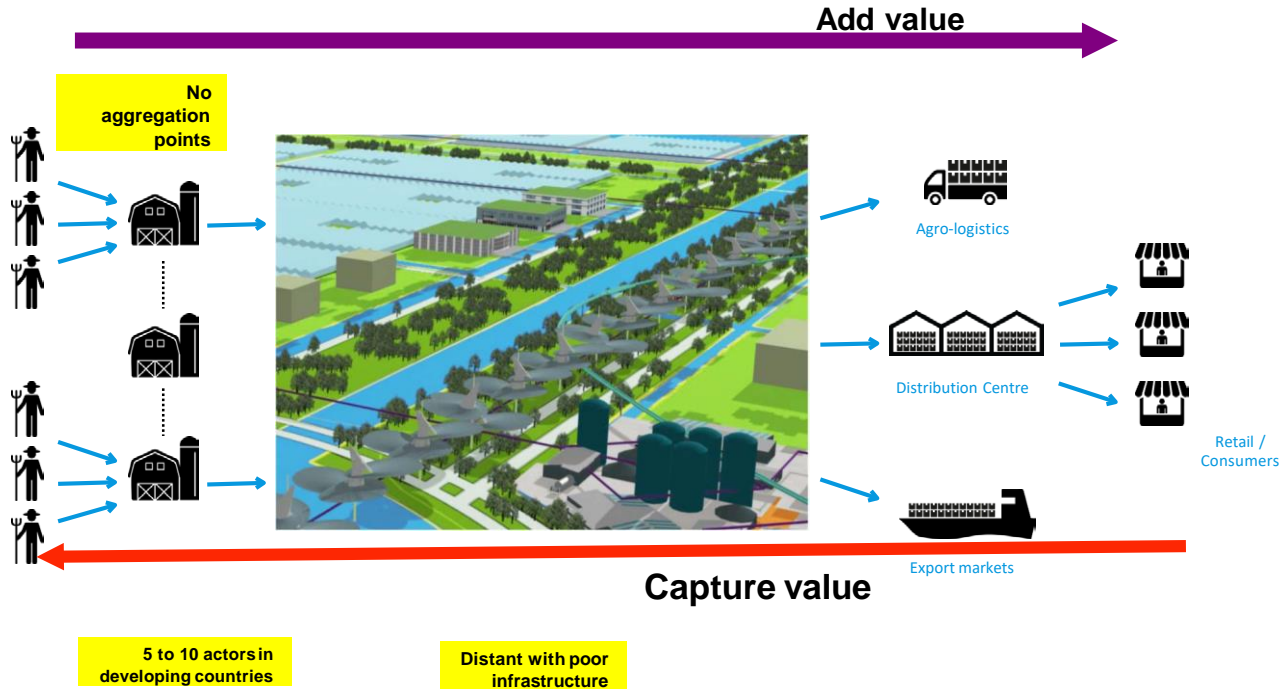 Add value
No
aggregation
points
Agro-logistics
Distribution Centre
Retail /
Consumers
Export markets
Capture value
5 to 10 actors in
developing countries
Distant with poor
infrastructure